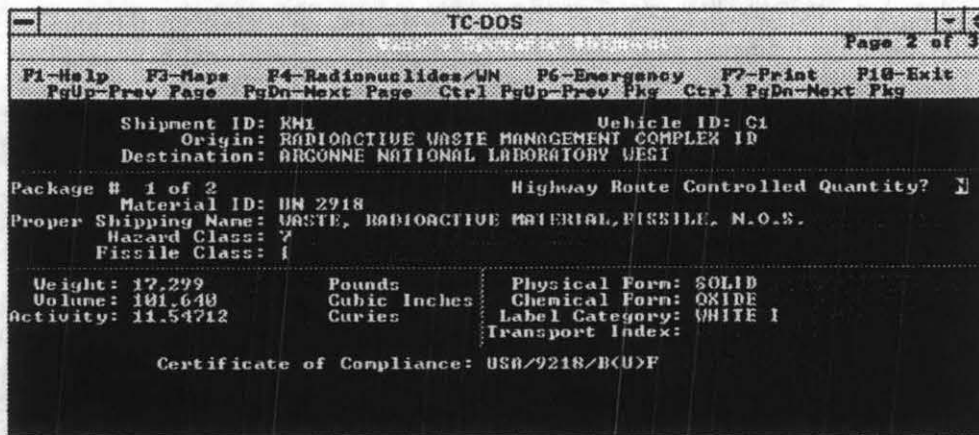 TC-DOS
Page 2 of 3
F1-Help F3-Maps F4-Radionuclides/UN F6-Emergency F7-Print F10-Exit
PgUp-Prev Page PgDn-Next Page Ctrl PgUp-Prev Pkg Ctrl PgDn-Next Pkg
Shipment ID: KW1 Vehicle ID: C1
Origin: RADIOACTIVE WASTE MANAGEMENT COMPLEX ID
Destination: ARGONNE NATIONAL LABORATORY WEST
Package # 1 of 2 Highway Route Controlled Quantity? N
Material ID: UN 2918
Proper Shipping Name: WASTE, RADIOACTIVE MATERIAL,FISSILE, N.O.S.
Hazard Class: 7
Fissile Class: I
Weight: 17,299 Pounds Physical Form: SOLID
Volume: 101,640 Cubic Inches Chemical Form: OXIDE
Activity: 11.54712 Curies Label Category: WHITE I
Transport Index:
Certificate of Compliance: USA/9218/B(U)F